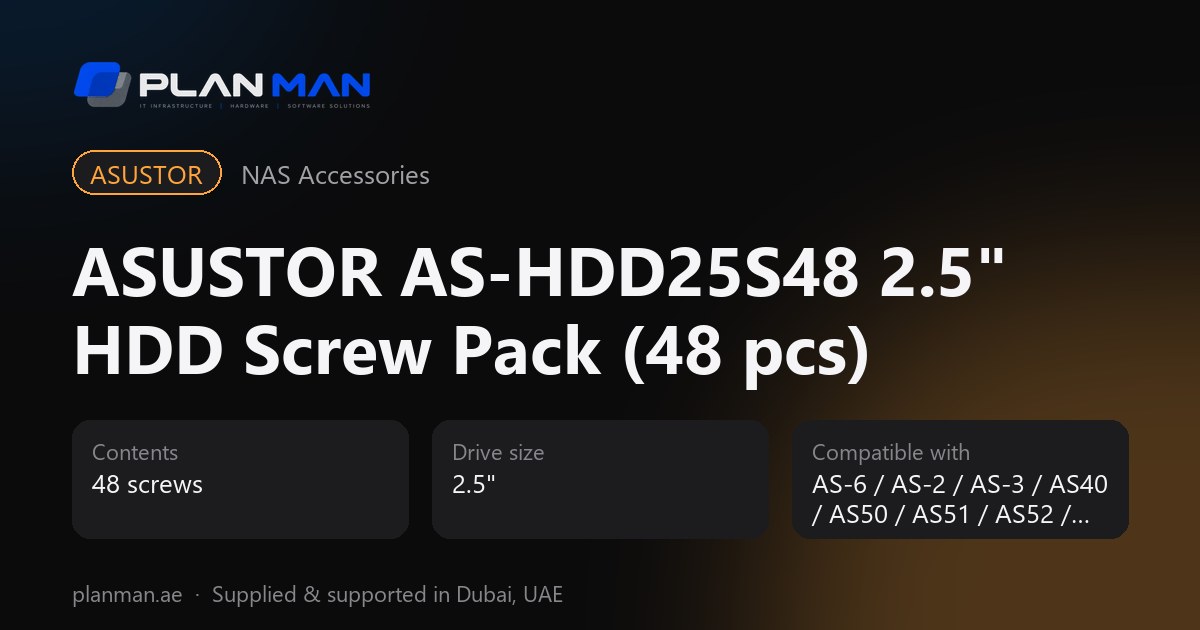 PLAN MAN
IT INFRASTRUCTURE | HARDWARE | SOFTWARE SOLUTIONS
ASUSTOR NAS Accessories
ASUSTOR AS-HDD25S48 2.5"
HDD Screw Pack (48 pcs)
Contents
48 screws
Drive size
2.5"
Compatible with
AS-6 / AS-2 / AS-3 / AS40
/ AS50 / AS51 / AS52 /...
planman.ae · Supplied & supported in Dubai, UAE